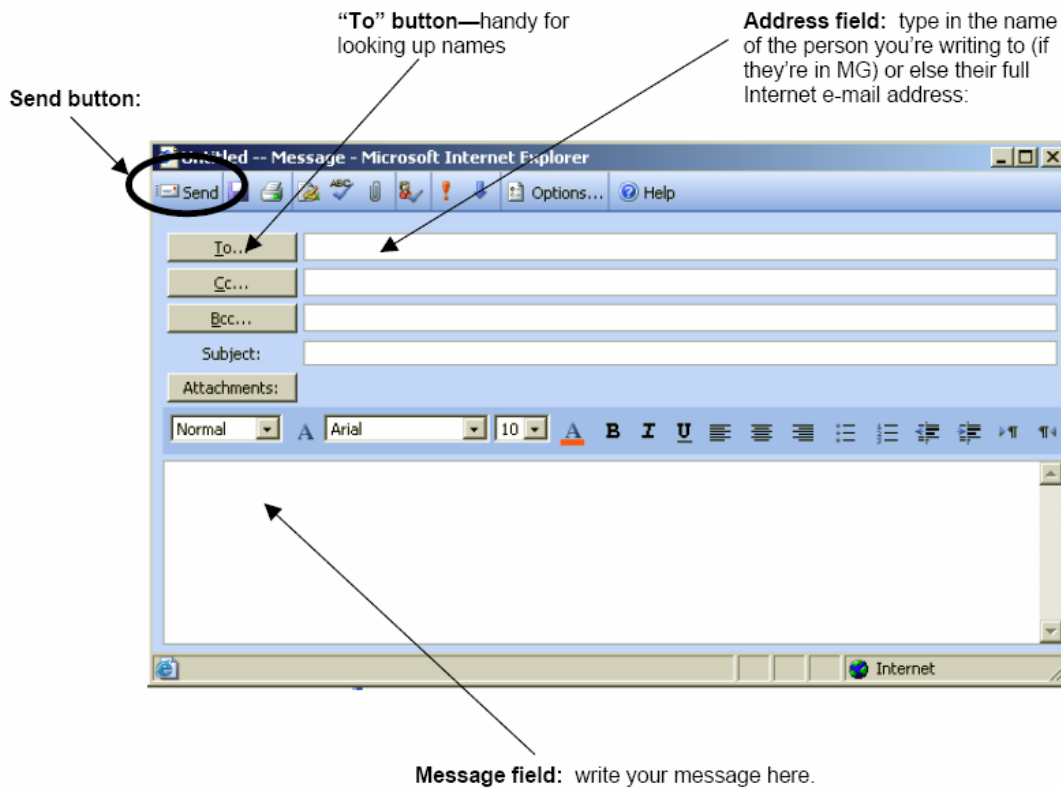 “To” button—handy for
looking up names
Address field: type in the name
of the person you’re writing to (if
they’re in MG) or else their full
Internet e-mail address:
Send button:
Untitled -- Message - Microsoft Internet Explorer
Send
ABC
Options...
Help
To...
Cc...
Bcc...
Subject:
Attachments:
Normal
A
Arial
10
A
B
I
U
Internet
Message field: write your message here.